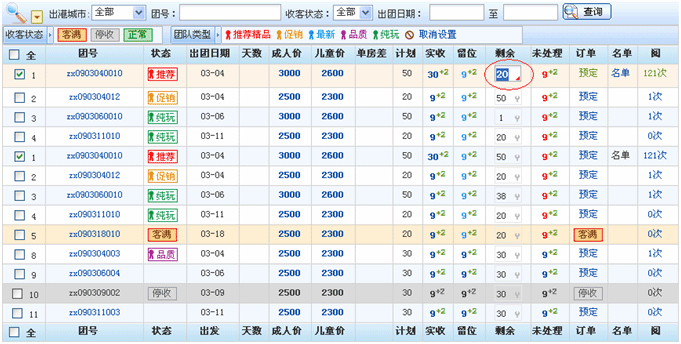 出港城市: 全部 团号: 收客状态: 全部 出团日期: 至 查询
收客状态 客满 停收 正常 团队类型 推荐精品 促销 最新 品质 纯玩 取消设置
全 团号 状态 出团日期 天数 成人价 儿童价 单房差 计划 实收 留位 剩余 未处理 订单 名单 阅
1 zx0903040010 推荐 03-04 3000 2600 50 30+2 9+2 20 9+2 预定 名单 121次
2 zx090304012 促销 03-04 2500 2300 20 9+2 9+2 50 9+2 预定 1次
3 zx0903060010 纯玩 03-06 3000 2600 50 9+2 9+2 1 9+2 预定 1次
4 zx090311010 纯玩 03-11 2500 2300 20 9+2 9+2 20 9+2 预定 0次
1 zx0903040010 推荐 03-04 3000 2600 50 30+2 9+2 50 9+2 预定 名单 121次
2 zx090304012 促销 03-04 2500 2300 20 9+2 9+2 20 9+2 预定 1次
3 zx0903060010 纯玩 03-06 3000 2600 50 9+2 9+2 38 9+2 预定 1次
4 zx090311010 纯玩 03-11 2500 2300 20 9+2 9+2 20 9+2 预定 0次
5 zx090318010 客满 03-18 2500 2300 20 9+2 9+2 20 9+2 客满 0次
8 zx090304003 品质 03-04 2500 2300 30 9+2 9+2 30 9+2 预定 1次
9 zx090306004 03-06 2500 2300 30 9+2 9+2 30 9+2 预定 0次
10 zx090309002 停收 03-09 2500 2300 30 9+2 9+2 30 9+2 停收 0次
11 zx090311003 03-11 2500 2300 30 9+2 9+2 30 9+2 预定 0次
全 团号 状态 出发 天数 成人价 儿童价 单房差 计划 实收 留位 剩余 未处理 订单 名单 阅